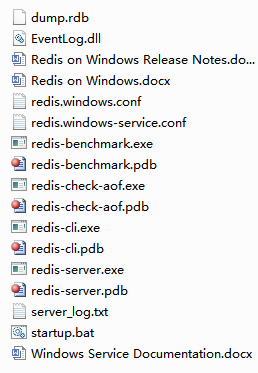 dump.rdb
EventLog.dll
Redis on Windows Release Notes.do...
Redis on Windows.docx
redis.windows.conf
redis.windows-service.conf
redis-benchmark.exe
redis-benchmark.pdb
redis-check-aof.exe
redis-check-aof.pdb
redis-cli.exe
redis-cli.pdb
redis-server.exe
redis-server.pdb
server_log.txt
startup.bat
Windows Service Documentation.docx